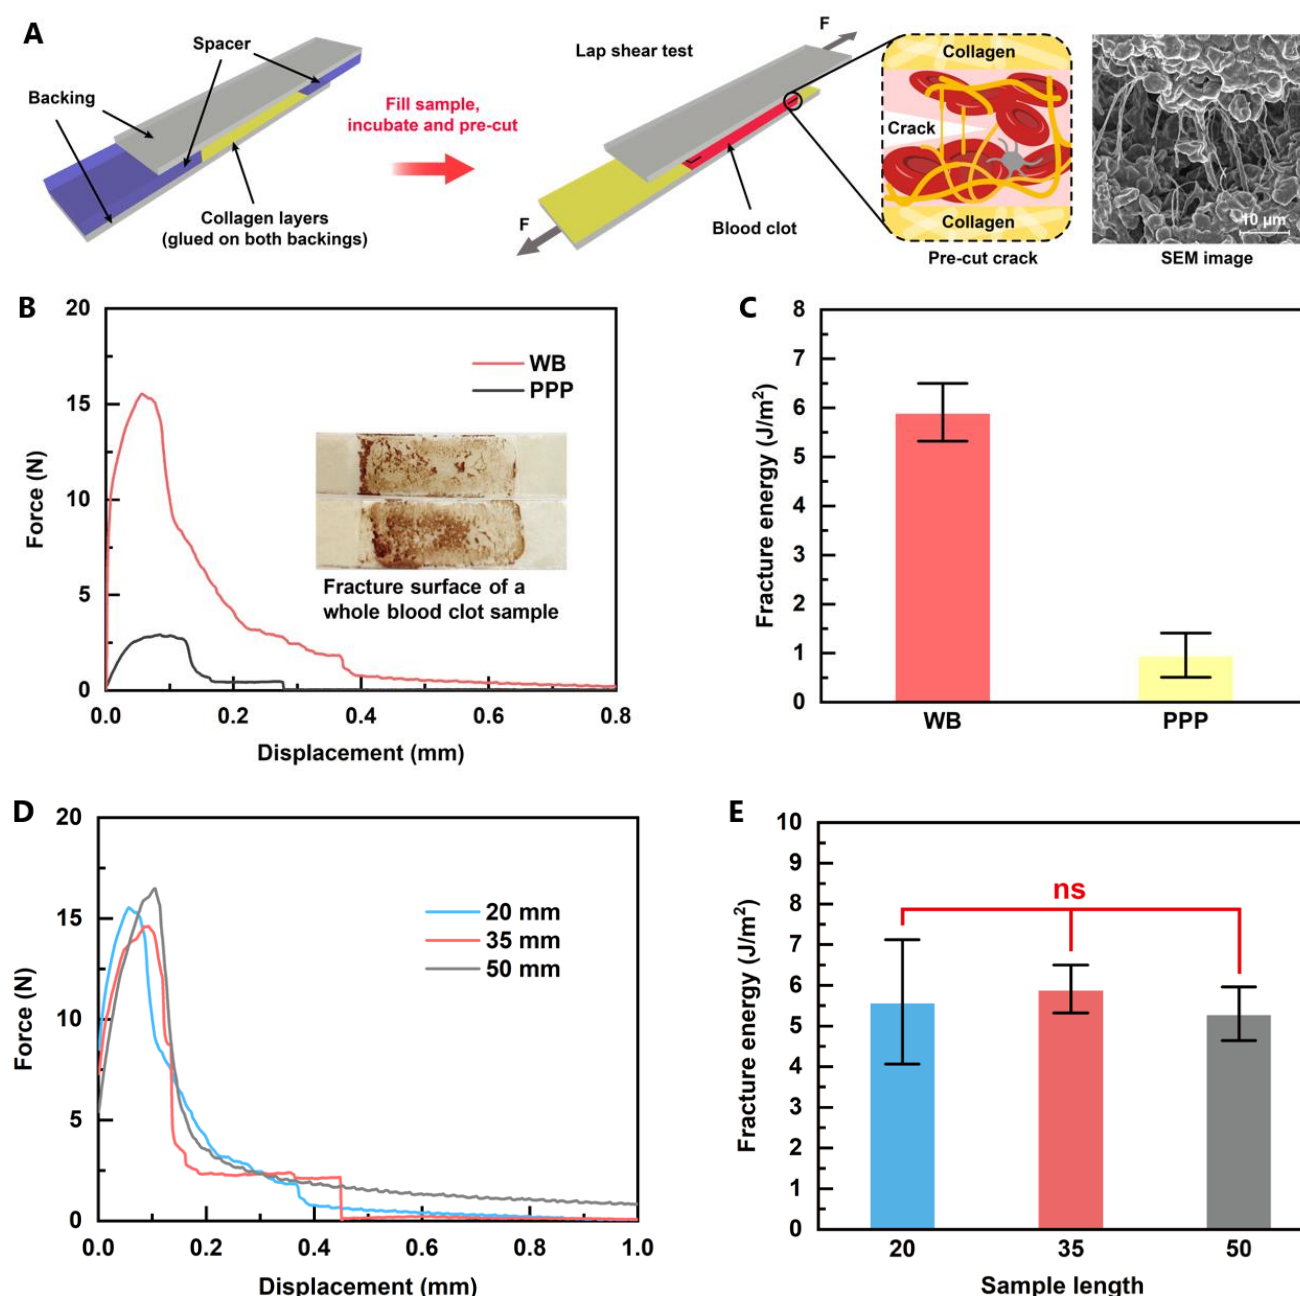 A
Spacer
Backing
Collagen layers
(glued on both backings)
Fill sample,
incubate and pre-cut
Lap shear test
F
F
Blood clot
Collagen
Crack
Collagen
Pre-cut crack
10 μm
SEM image
B
20
15
10
5
0
Force (N)
WB
PPP
Fracture surface of a
whole blood clot sample
0.0 0.2 0.4 0.6 0.8
Displacement (mm)
C
8
7
6
5
4
3
2
1
0
Fracture energy (J/m²)
WB PPP
D
20
15
10
5
0
Force (N)
20 mm
35 mm
50 mm
0.0 0.2 0.4 0.6 0.8 1.0
Displacement (mm)
E
10
9
8
7
6
5
4
3
2
1
0
Fracture energy (J/m²)
ns
20 35 50
Sample length